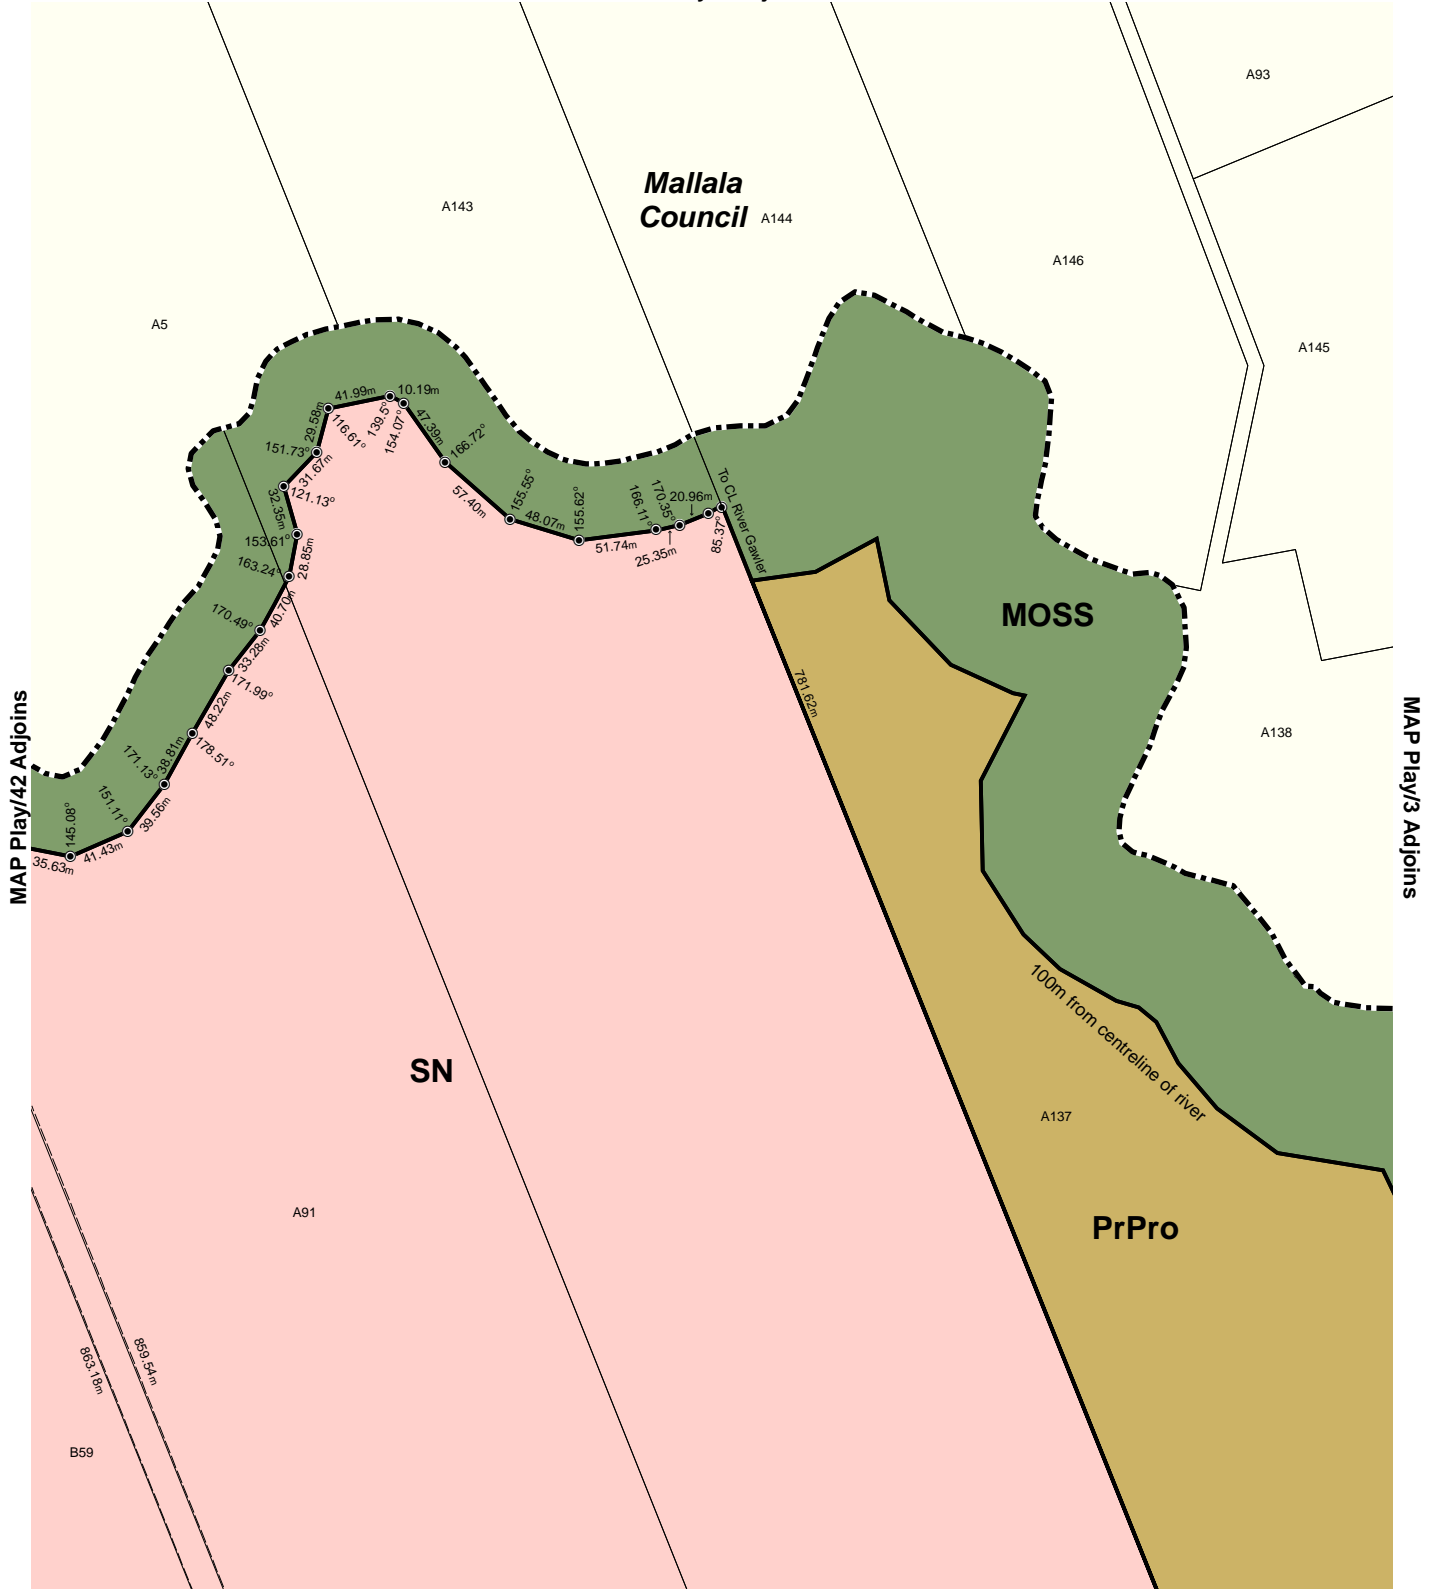 A93
Mallala
Council
A143
A144
A146
A5
A145
41.99m
10.19m
29.58m
116.61°
139.5°
154.07°
47.39m
166.72°
151.73°
31.67m
121.13°
32.35m
153.61°
28.85m
163.24°
57.40m
155.55°
48.07m
155.62°
51.74m
166.11°
170.35°
20.96m
25.35m
85.37°
To CL River Gawler
40.70m
170.49°
33.28m
171.99°
48.22m
178.51°
38.81m
171.13°
39.56m
151.11°
145.08°
41.43m
35.63m
MOSS
781.62m
A138
MAP Play/42 Adjoins
MAP Play/3 Adjoins
100m from centreline of river
SN
A137
A91
PrPro
859.54m
863.18m
B59